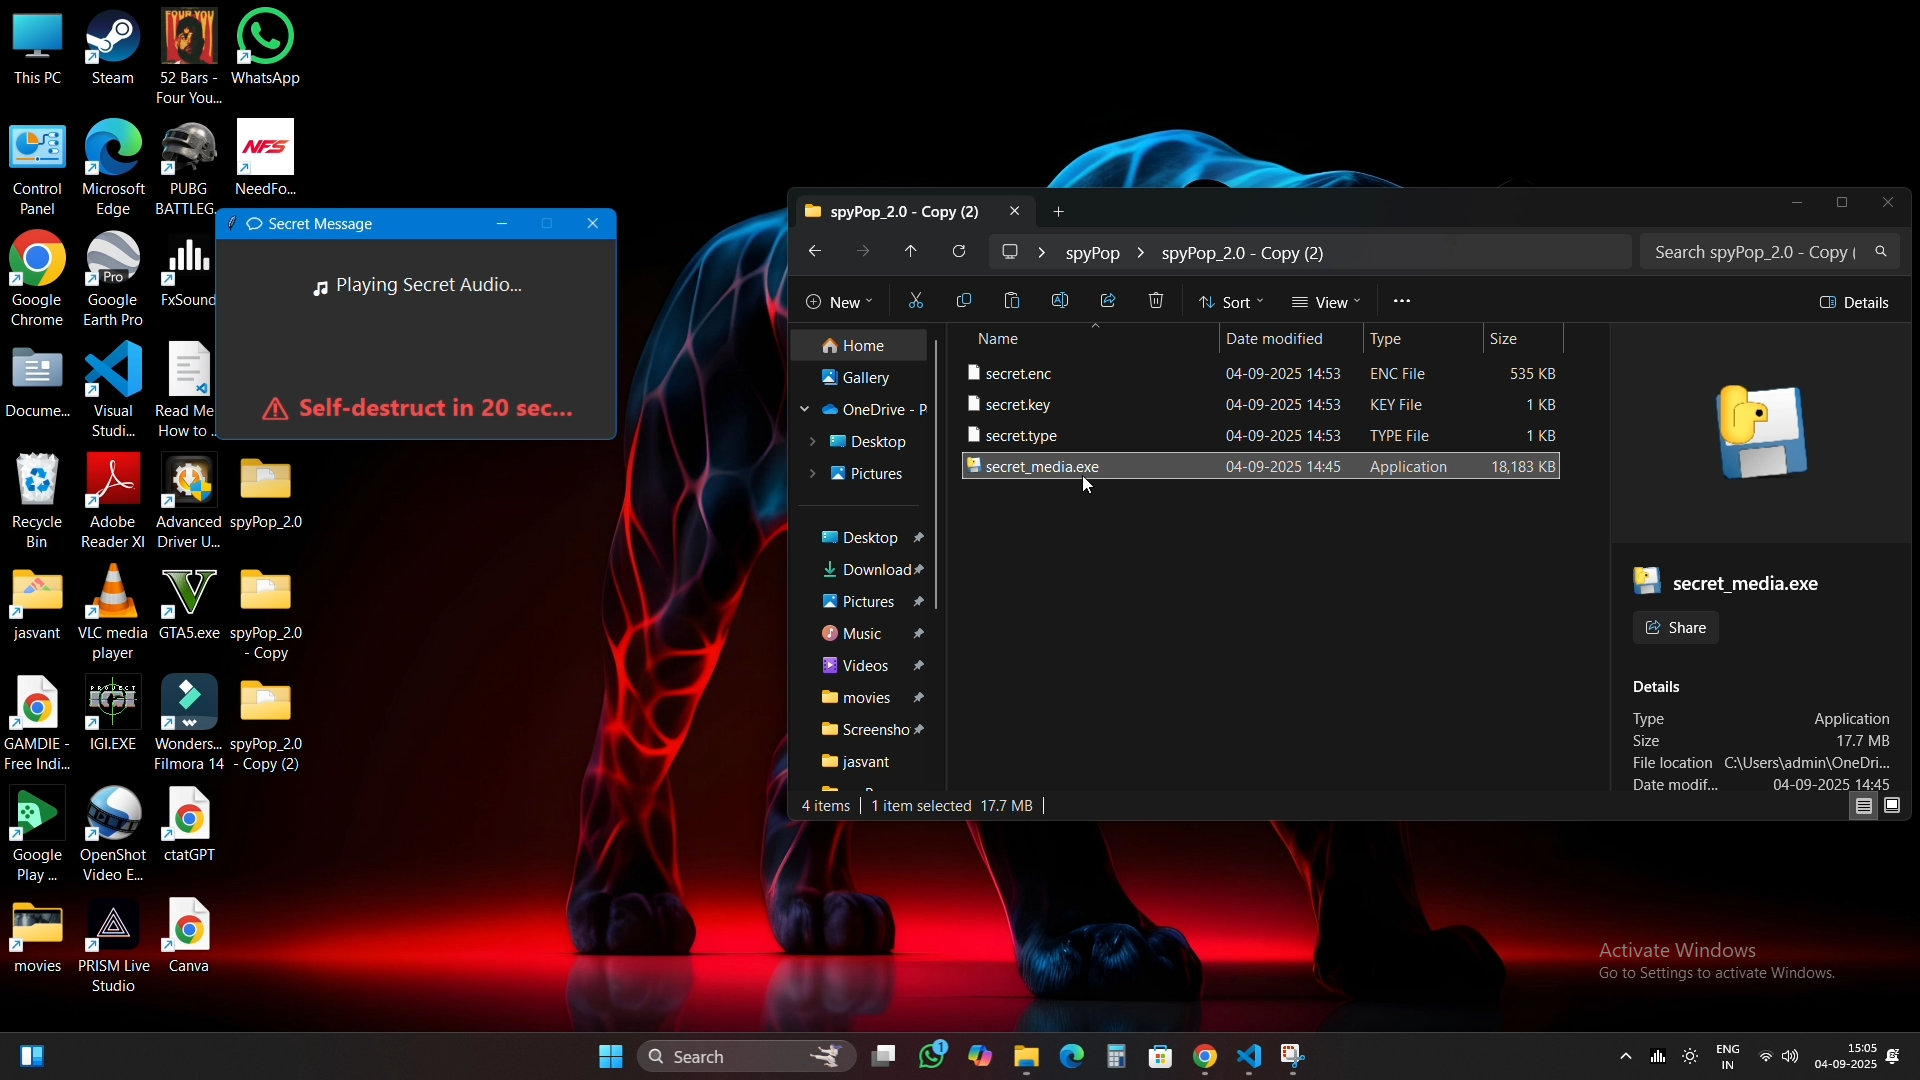 This PC
Steam
FOUR YOU
52 Bars -
Four You...
WhatsApp
Control
Panel
Microsoft
Edge
PUBG
BATTLEG
NFS
NeedFo...
Google
Chrome
Pro
Google
Earth Pro
FxSound
Docume...
Visual
Studi...
Read Me
How to ...
Recycle
Bin
Adobe
Reader XI
Advanced
Driver U...
spyPop_2.0
jasvant
VLC media
player
GTA5.exe
spyPop_2.0
- Copy
GAMDIE -
Free Indi...
PROJECT
IGI.EXE
Wonders...
Filmora 14
spyPop_2.0
- Copy (2)
Google
Play ...
OpenShot
Video E...
ctatGPT
movies
PRISM Live
Studio
Canva
Secret Message
Playing Secret Audio...
Self-destruct in 20 sec...
spyPop_2.0 - Copy (2)
spyPop
spyPop_2.0 - Copy (2)
Search spyPop_2.0 - Copy (
New
Sort
View
Details
Home
Gallery
OneDrive - P
Desktop
Pictures
Desktop
Download
Pictures
Music
Videos
movies
Screensho
jasvant
Name Date modified Type Size
secret.enc 04-09-2025 14:53 ENC File 535 KB
secret.key 04-09-2025 14:53 KEY File 1 KB
secret.type 04-09-2025 14:53 TYPE File 1 KB
secret_media.exe 04-09-2025 14:45 Application 18,183 KB
secret_media.exe
Share
Details
Type Application
Size 17.7 MB
File location C:\Users\admin\OneDri...
Date modif... 04-09-2025 14:45
4 items 1 item selected 17.7 MB
Activate Windows
Go to Settings to activate Windows.
Search
1
ENG
IN
15:05
04-09-2025